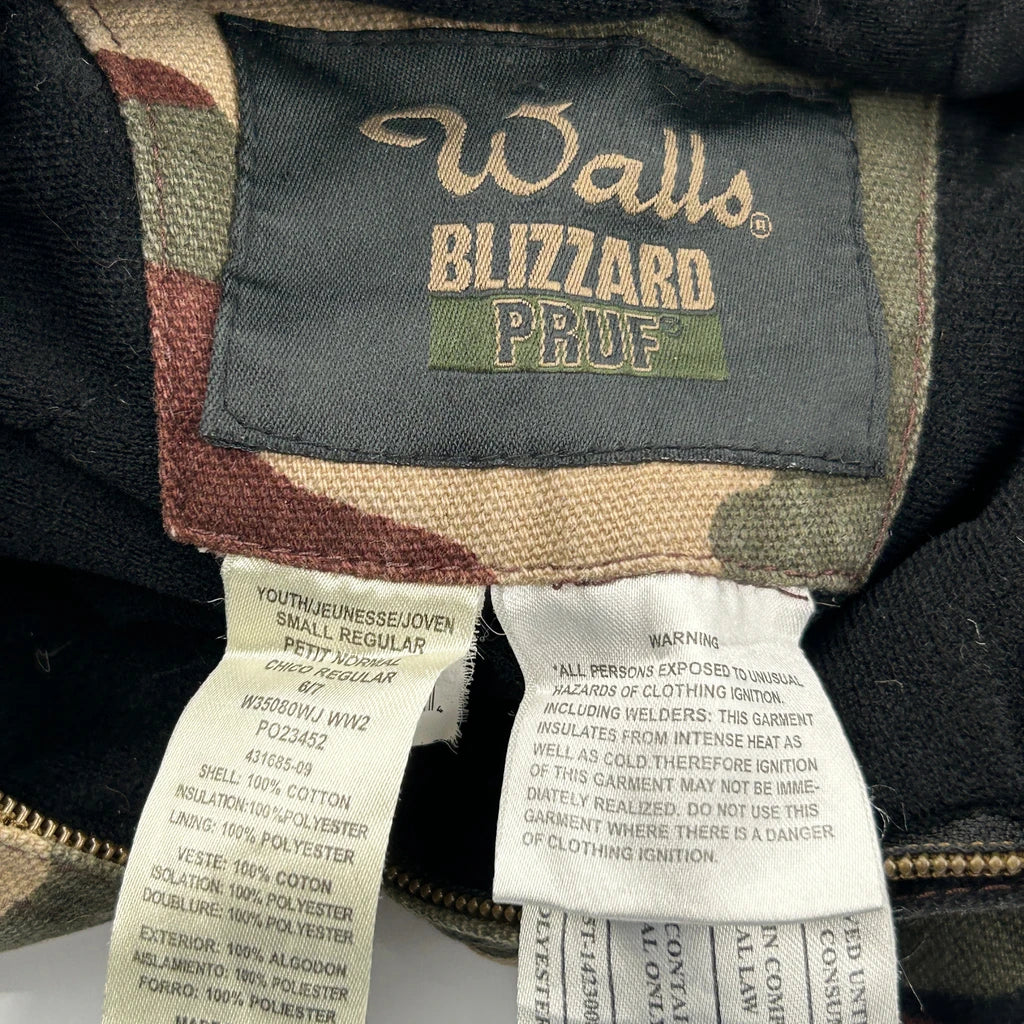 Walls®
BLIZZARD
PRUF®
YOUTH/JEUNESSE/JOVEN
SMALL REGULAR
PETIT NORMAL
CHICO REGULAR
6/7
W35080WJ WW2
PO23452
431685-09
SHELL: 100% COTTON
INSULATION:100%POLYESTER
LINING: 100% POLYESTER
VESTE: 100% COTON
ISOLATION: 100% POLYESTER
DOUBLURE: 100% POLYESTER
EXTERIOR: 100% ALGODON
AISLAMIENTO: 100% POLYESTER
FORRO: 100% POLYESTER
WARNING
*ALL PERSONS EXPOSED TO UNUSUAL
HAZARDS OF CLOTHING IGNITION.
INCLUDING WELDERS: THIS GARMENT
INSULATES FROM INTENSE HEAT AS
WELL AS COLD.THEREFORE IGNITION
OF THIS GARMENT MAY NOT BE IMME-
DIATELY REALIZED. DO NOT USE THIS
GARMENT WHERE THERE IS A DANGER
OF CLOTHING IGNITION.